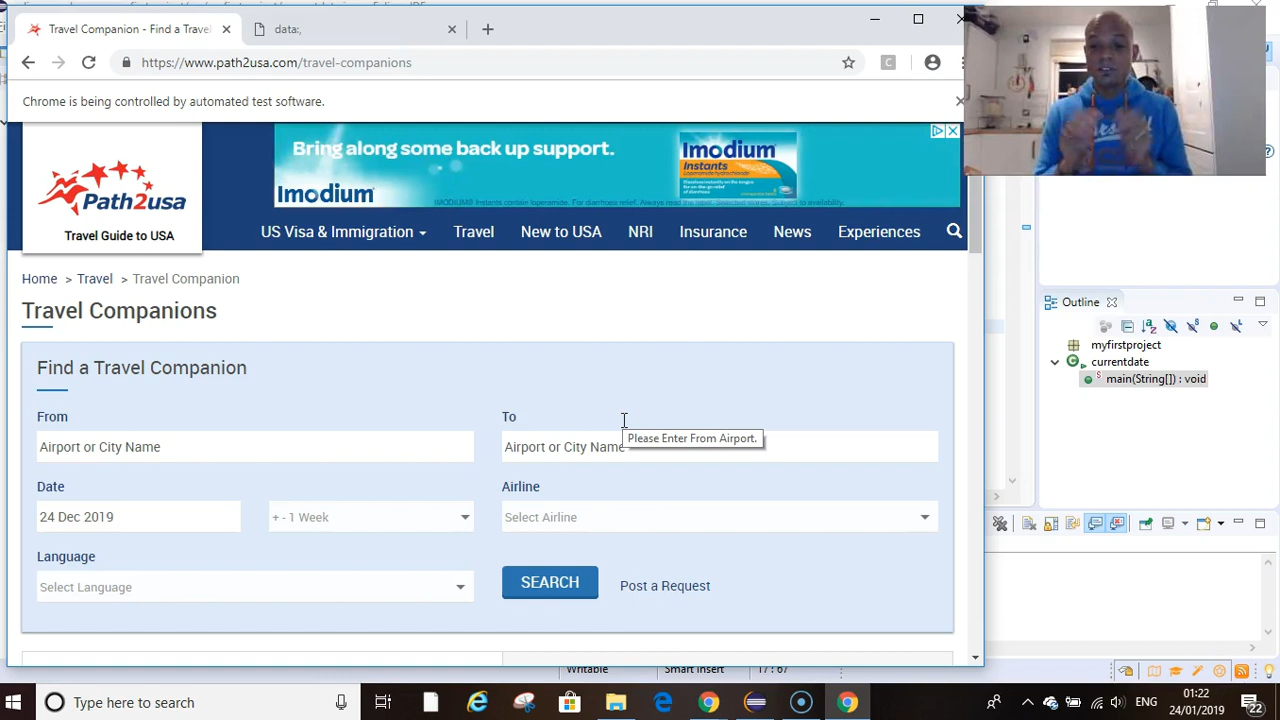 Travel Companion - Find a Travel
data:,
https://www.path2usa.com/travel-companions
Chrome is being controlled by automated test software.
Path2usa
Travel Guide to USA
Bring along some back up support.
Imodium
Imodium
Instants
US Visa & Immigration
Travel
New to USA
NRI
Insurance
News
Experiences
Home > Travel > Travel Companion
Travel Companions
Find a Travel Companion
From
To
Airport or City Name
Airport or City Name
Please Enter From Airport.
Date
Airline
24 Dec 2019
+ - 1 Week
Select Airline
Language
Select Language
SEARCH
Post a Request
Outline
myfirstproject
currentdate
main(String[]) : void
Writable
Smart Insert
17 : 67
Type here to search
ENG
01:22
24/01/2019
22